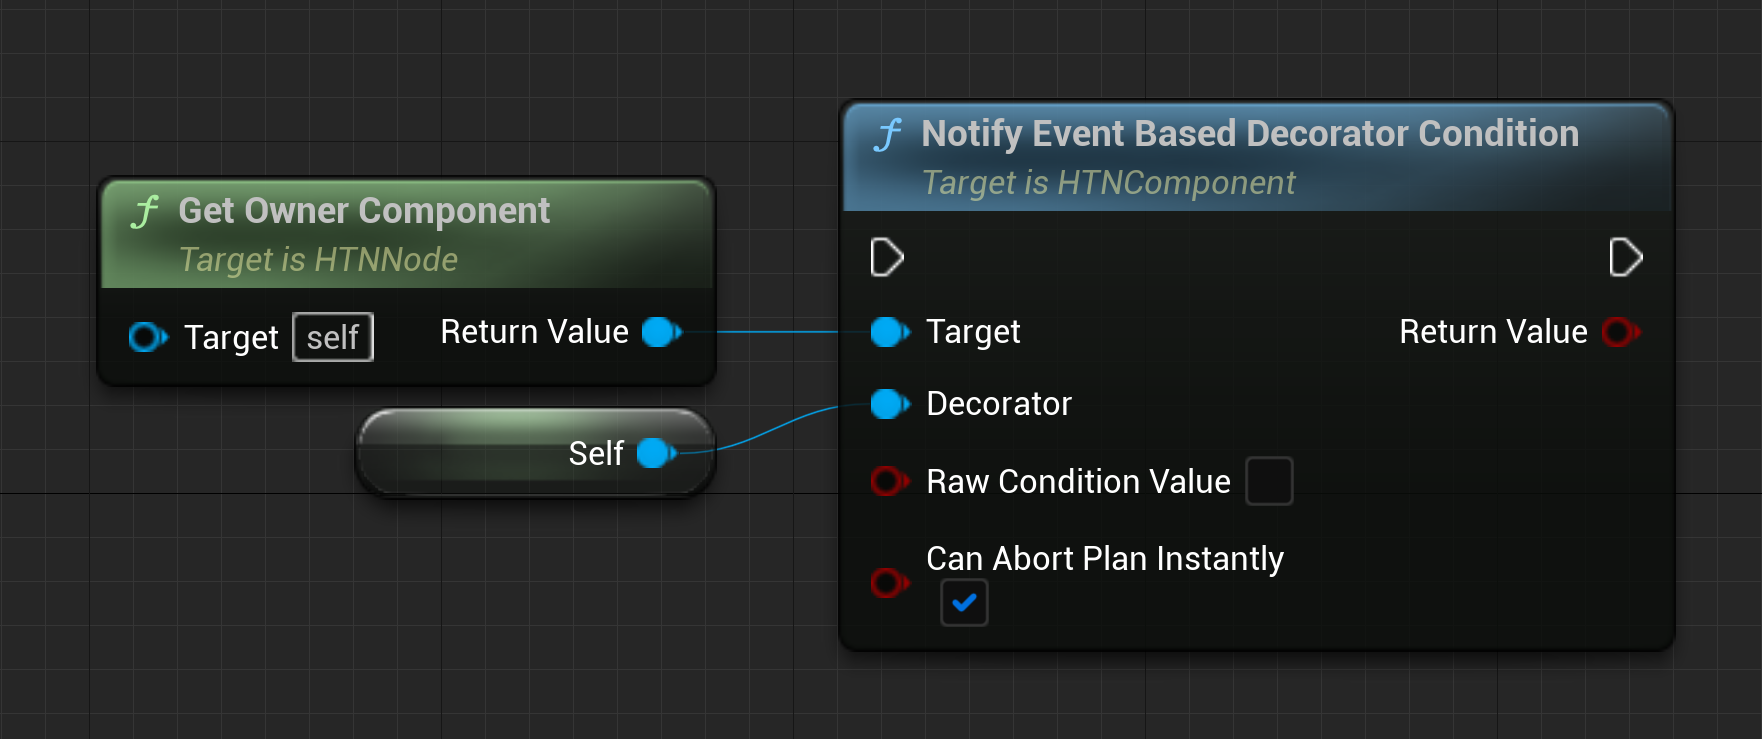 Get Owner Component
Target is HTNNode
Target self
Return Value
Self
Notify Event Based Decorator Condition
Target is HTNComponent
Target
Return Value
Decorator
Raw Condition Value
Can Abort Plan Instantly